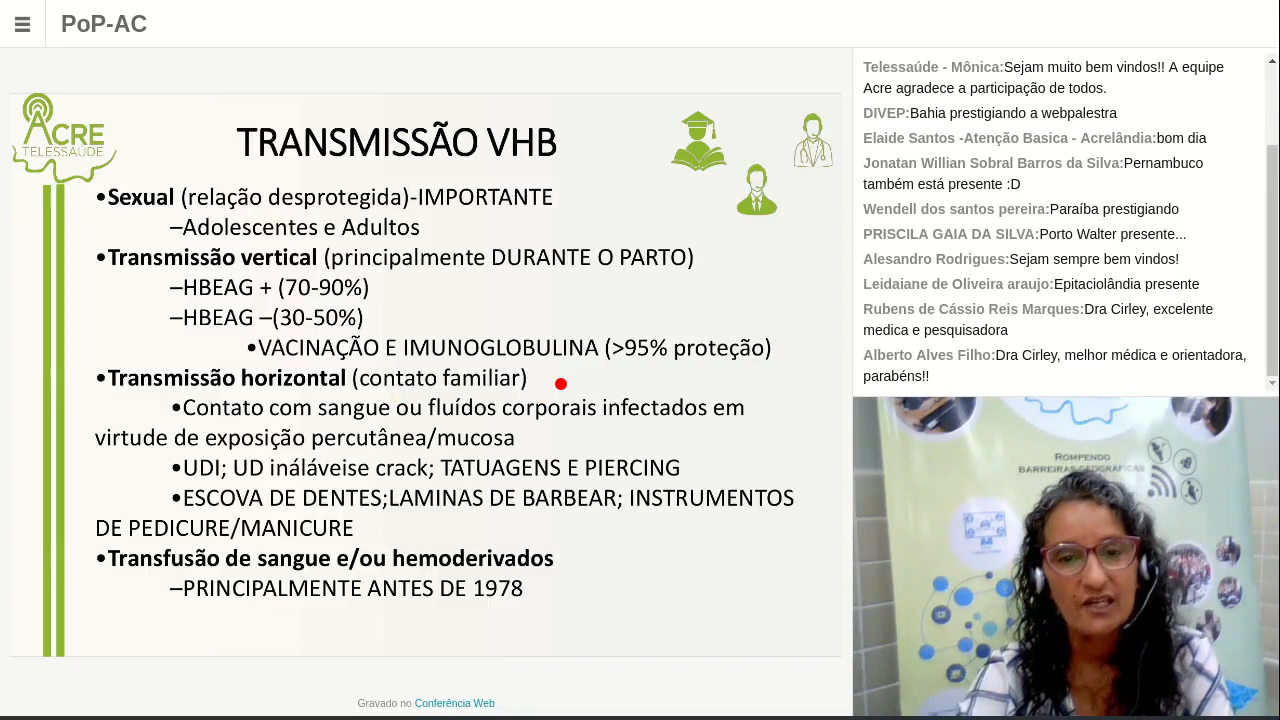 PoP-AC
ACRE
TELESSAÚDE
TRANSMISSÃO VHB
•Sexual (relação desprotegida)-IMPORTANTE
–Adolescentes e Adultos
•Transmissão vertical (principalmente DURANTE O PARTO)
–HBEAG + (70-90%)
–HBEAG –(30-50%)
•VACINAÇÃO E IMUNOGLOBULINA (>95% proteção)
•Transmissão horizontal (contato familiar)
•Contato com sangue ou fluídos corporais infectados em
virtude de exposição percutânea/mucosa
•UDI; UDináláveise crack; TATUAGENS E PIERCING
•ESCOVA DE DENTES;LAMINAS DE BARBEAR; INSTRUMENTOS
DE PEDICURE/MANICURE
•Transfusão de sangue e/ou hemoderivados
–PRINCIPALMENTE ANTES DE 1978
Gravado no Conferência Web
Telessaúde - Mônica:Sejam muito bem vindos!! A equipe
Acre agradece a participação de todos.
DIVEP:Bahia prestigiando a webpalestra
Elaide Santos -Atenção Basica - Acrelândia:bom dia
Jonatan Willian Sobral Barros da Silva:Pernambuco
também está presente :D
Wendell dos santos pereira:Paraíba prestigiando
PRISCILA GAIA DA SILVA:Porto Walter presente...
Alesandro Rodrigues:Sejam sempre bem vindos!
Leidaiane de Oliveira araujo:Epitaciolândia presente
Rubens de Cássio Reis Marques:Dra Cirley, excelente
medica e pesquisadora
Alberto Alves Filho:Dra Cirley, melhor médica e orientadora,
parabéns!!
ROMPENDO
BARREIRAS GEOGRÁFICAS